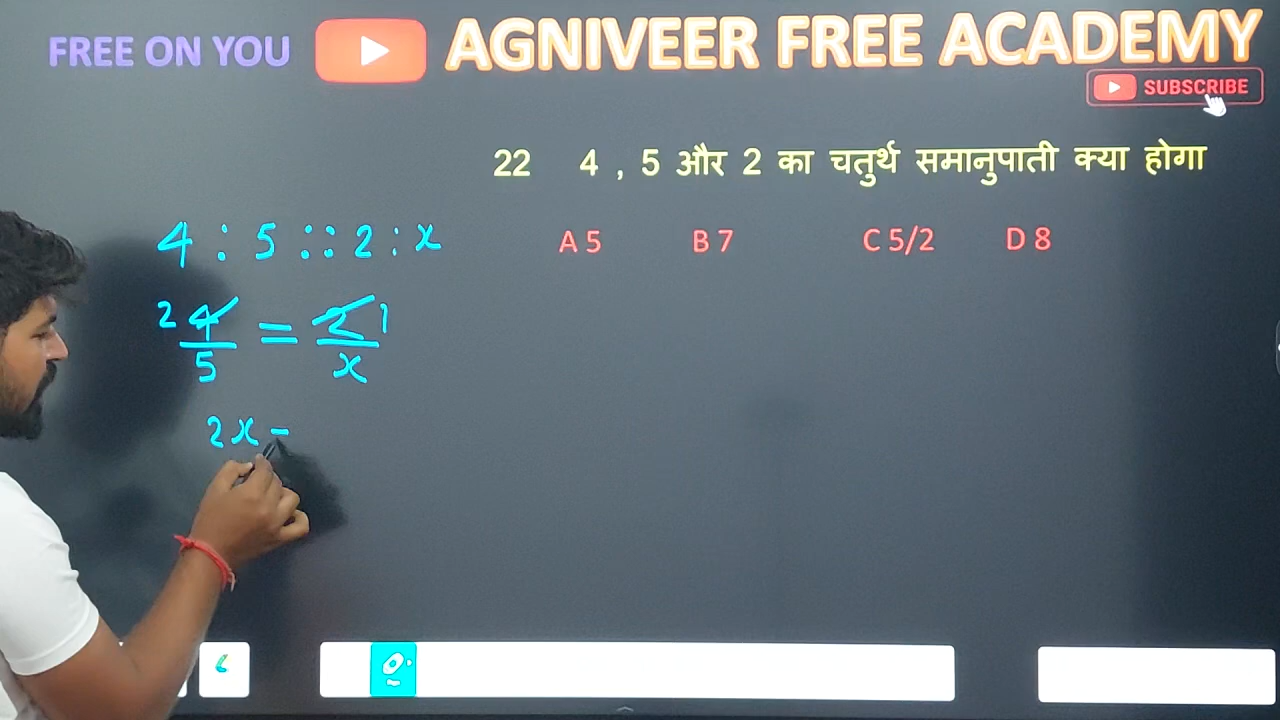 FREE ON YOU AGNIVEER FREE ACADEMY
SUBSCRIBE
22 4 , 5 और 2 का चतुर्थ समानुपाती क्या होगा
A 5 B 7 C 5/2 D 8
4 : 5 :: 2 : x
2 4/5 = 2 1/x
2x =